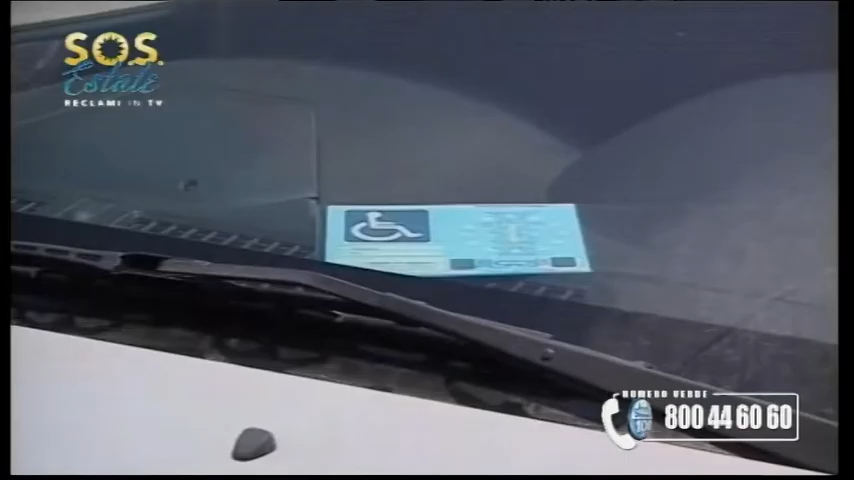 S.O.S.
Estate
RECLAMI IN TV
NUMERO VERDE
800 44 60 60